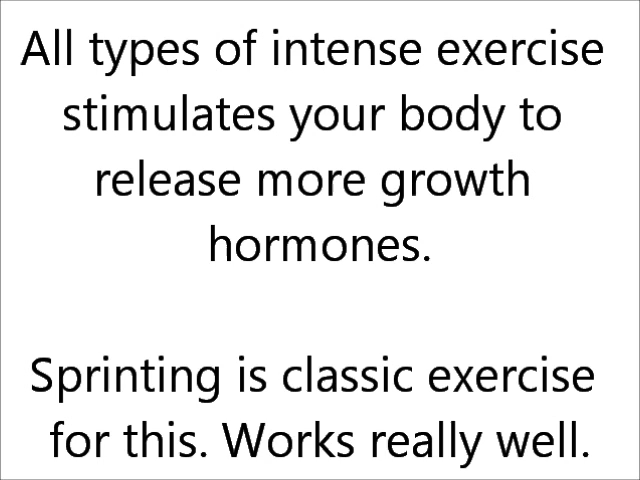 All types of intense exercise
stimulates your body to
release more growth
hormones.
Sprinting is classic exercise
for this. Works really well.